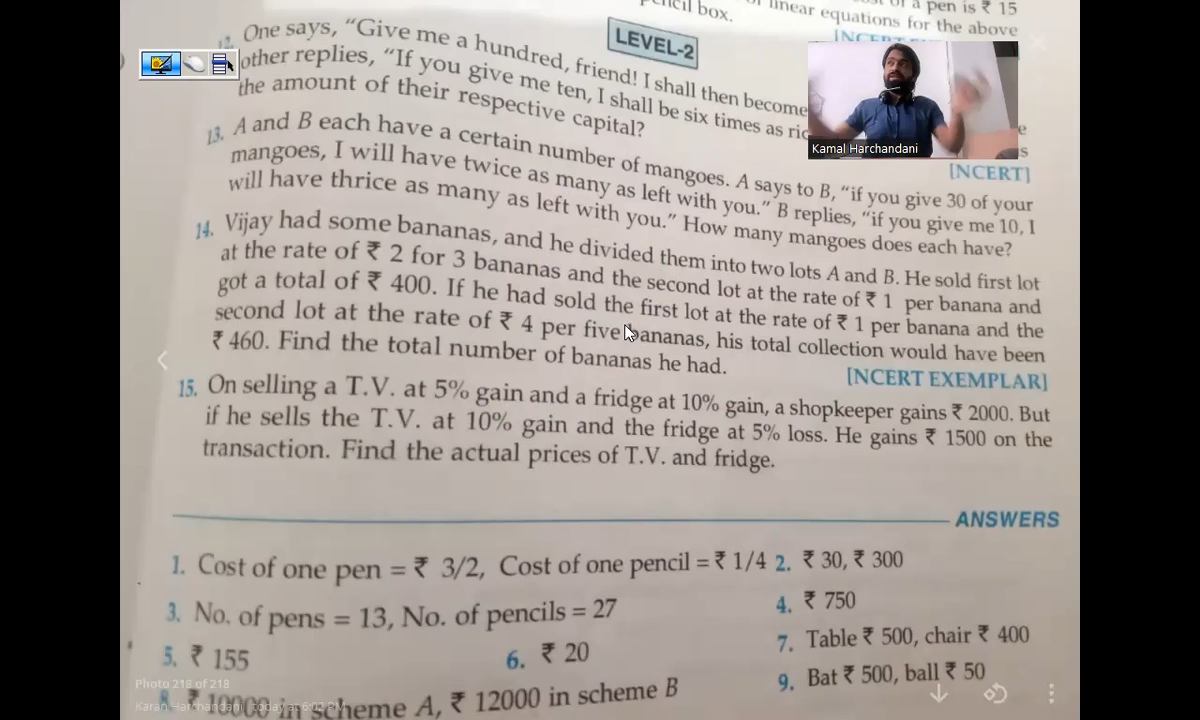 of a pen is ₹ 15
pencil box.
linear equations for the above
LEVEL-2
One says, "Give me a hundred, friend! I shall then become
other replies, "If you give me ten, I shall be six times as
the amount of their respective capital?
[NCERT]
13. A and B each have a certain number of mangoes. A says to B, "if you give 30 of your
mangoes, I will have twice as many as left with you." B replies, "if you give me 10, I
will have thrice as many as left with you." How many mangoes does each have?
14. Vijay had some bananas, and he divided them into two lots A and B. He sold first lot
at the rate of ₹ 2 for 3 bananas and the second lot at the rate of ₹ 1 per banana and
got a total of ₹ 400. If he had sold the first lot at the rate of ₹ 1 per banana and the
second lot at the rate of ₹ 4 per five bananas, his total collection would have been
₹ 460. Find the total number of bananas he had.
[NCERT EXEMPLAR]
15. On selling a T.V. at 5% gain and a fridge at 10% gain, a shopkeeper gains ₹ 2000. But
if he sells the T.V. at 10% gain and the fridge at 5% loss. He gains ₹ 1500 on the
transaction. Find the actual prices of T.V. and fridge.
ANSWERS
1. Cost of one pen = ₹ 3/2, Cost of one pencil = ₹ 1/4 2. ₹ 30, ₹ 300
3. No. of pens = 13, No. of pencils = 27
4. ₹ 750
5. ₹ 155
6. ₹ 20
7. Table ₹ 500, chair ₹ 400
8. ₹ 10000 in scheme A, ₹ 12000 in scheme B
9. Bat ₹ 500, ball ₹ 50
Kamal Harchandani
Photo 218 of 218
Karan Harchandani, today at 6:02 PM